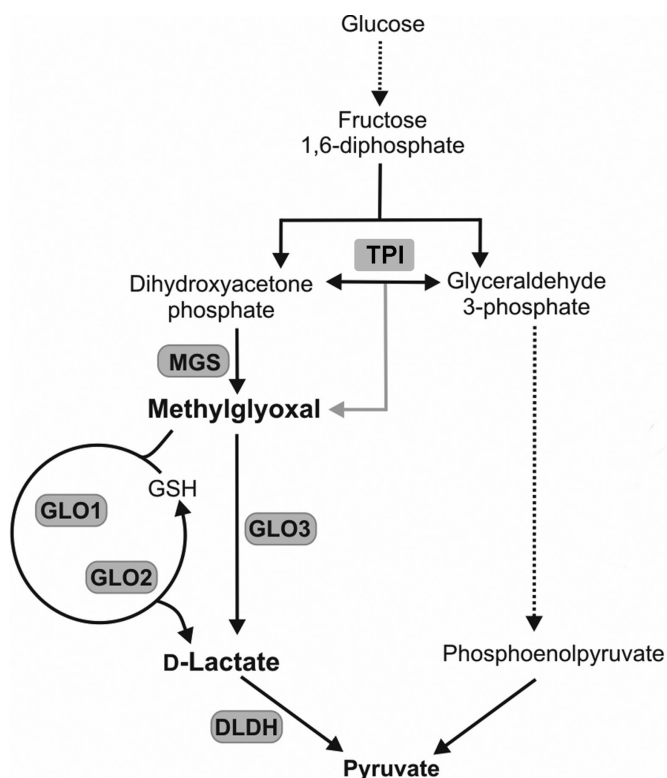 Glucose
Fructose
1,6-diphosphate
TPI
Dihydroxyacetone
phosphate
Glyceraldehyde
3-phosphate
MGS
Methylglyoxal
GSH
GLO1
GLO3
GLO2
D-Lactate
Phosphoenolpyruvate
DLDH
Pyruvate